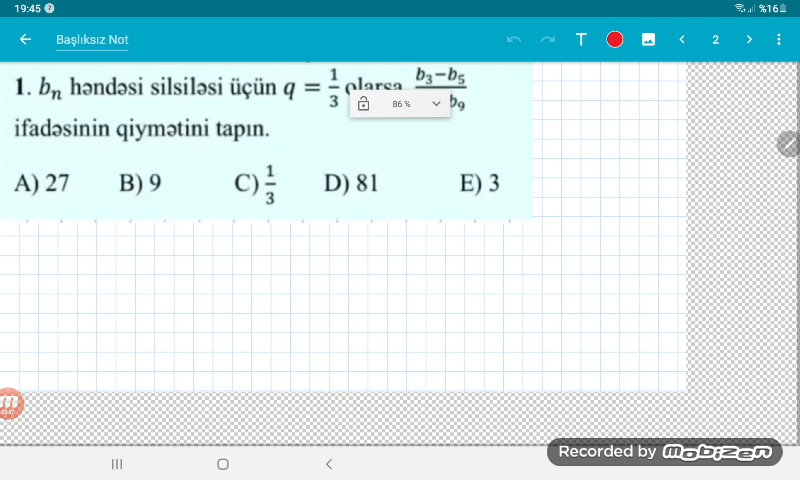 19:45 %16
Başlıksız Not T 2
1. bₙ həndəsi silsiləsi üçün q = 1/3 olarsa b₃−b₅
b₉
86 %
ifadəsinin qiymətini tapın.
A) 27 B) 9 C) 1/3 D) 81 E) 3
Recorded by mobizen